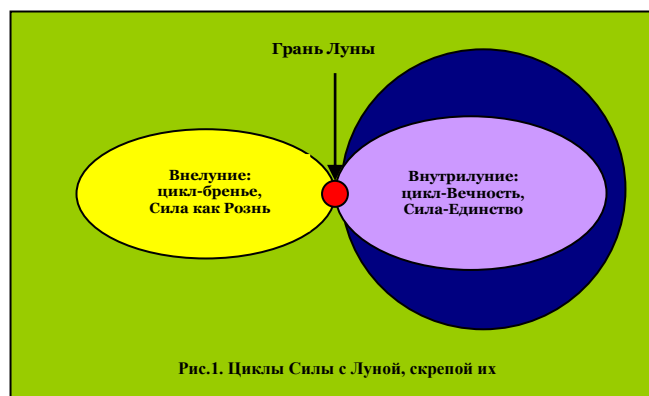 Грань Луны
Внелуние:
цикл-бренье,
Сила как Рознь
Внутрилуние:
цикл-Вечность,
Сила-Единство
Рис.1. Циклы Силы с Луной, скрепой их